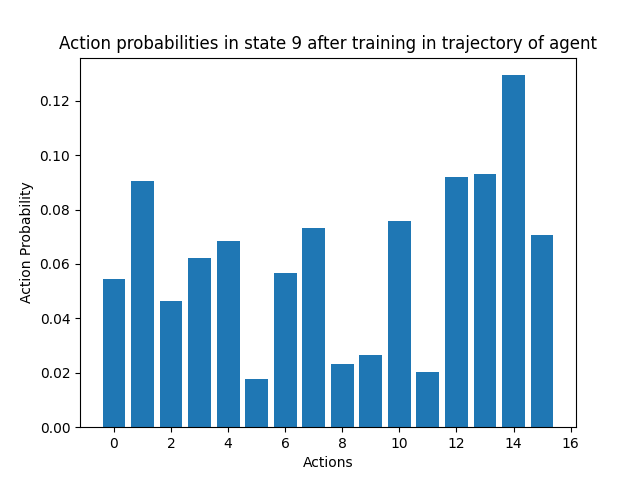 Action probabilities in state 9 after training in trajectory of agent
0.12
0.10
0.08
0.06
0.04
0.02
0.00
Action Probability
0 2 4 6 8 10 12 14 16
Actions